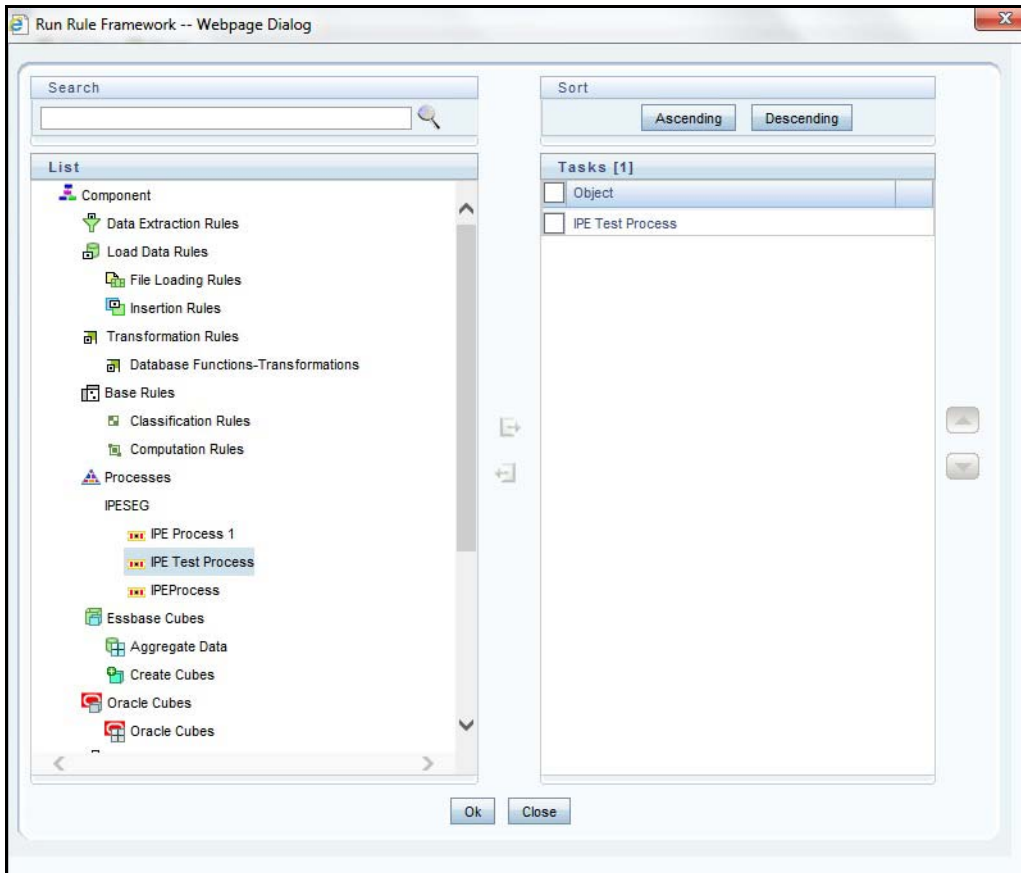 Run Rule Framework -- Webpage Dialog
Search
Sort
Ascending
Descending
List
Component
Data Extraction Rules
Load Data Rules
File Loading Rules
Insertion Rules
Transformation Rules
Database Functions-Transformations
Base Rules
Classification Rules
Computation Rules
Processes
IPESEG
IPE Process 1
IPE Test Process
IPEProcess
Essbase Cubes
Aggregate Data
Create Cubes
Oracle Cubes
Oracle Cubes
Tasks [1]
Object
IPE Test Process
Ok
Close